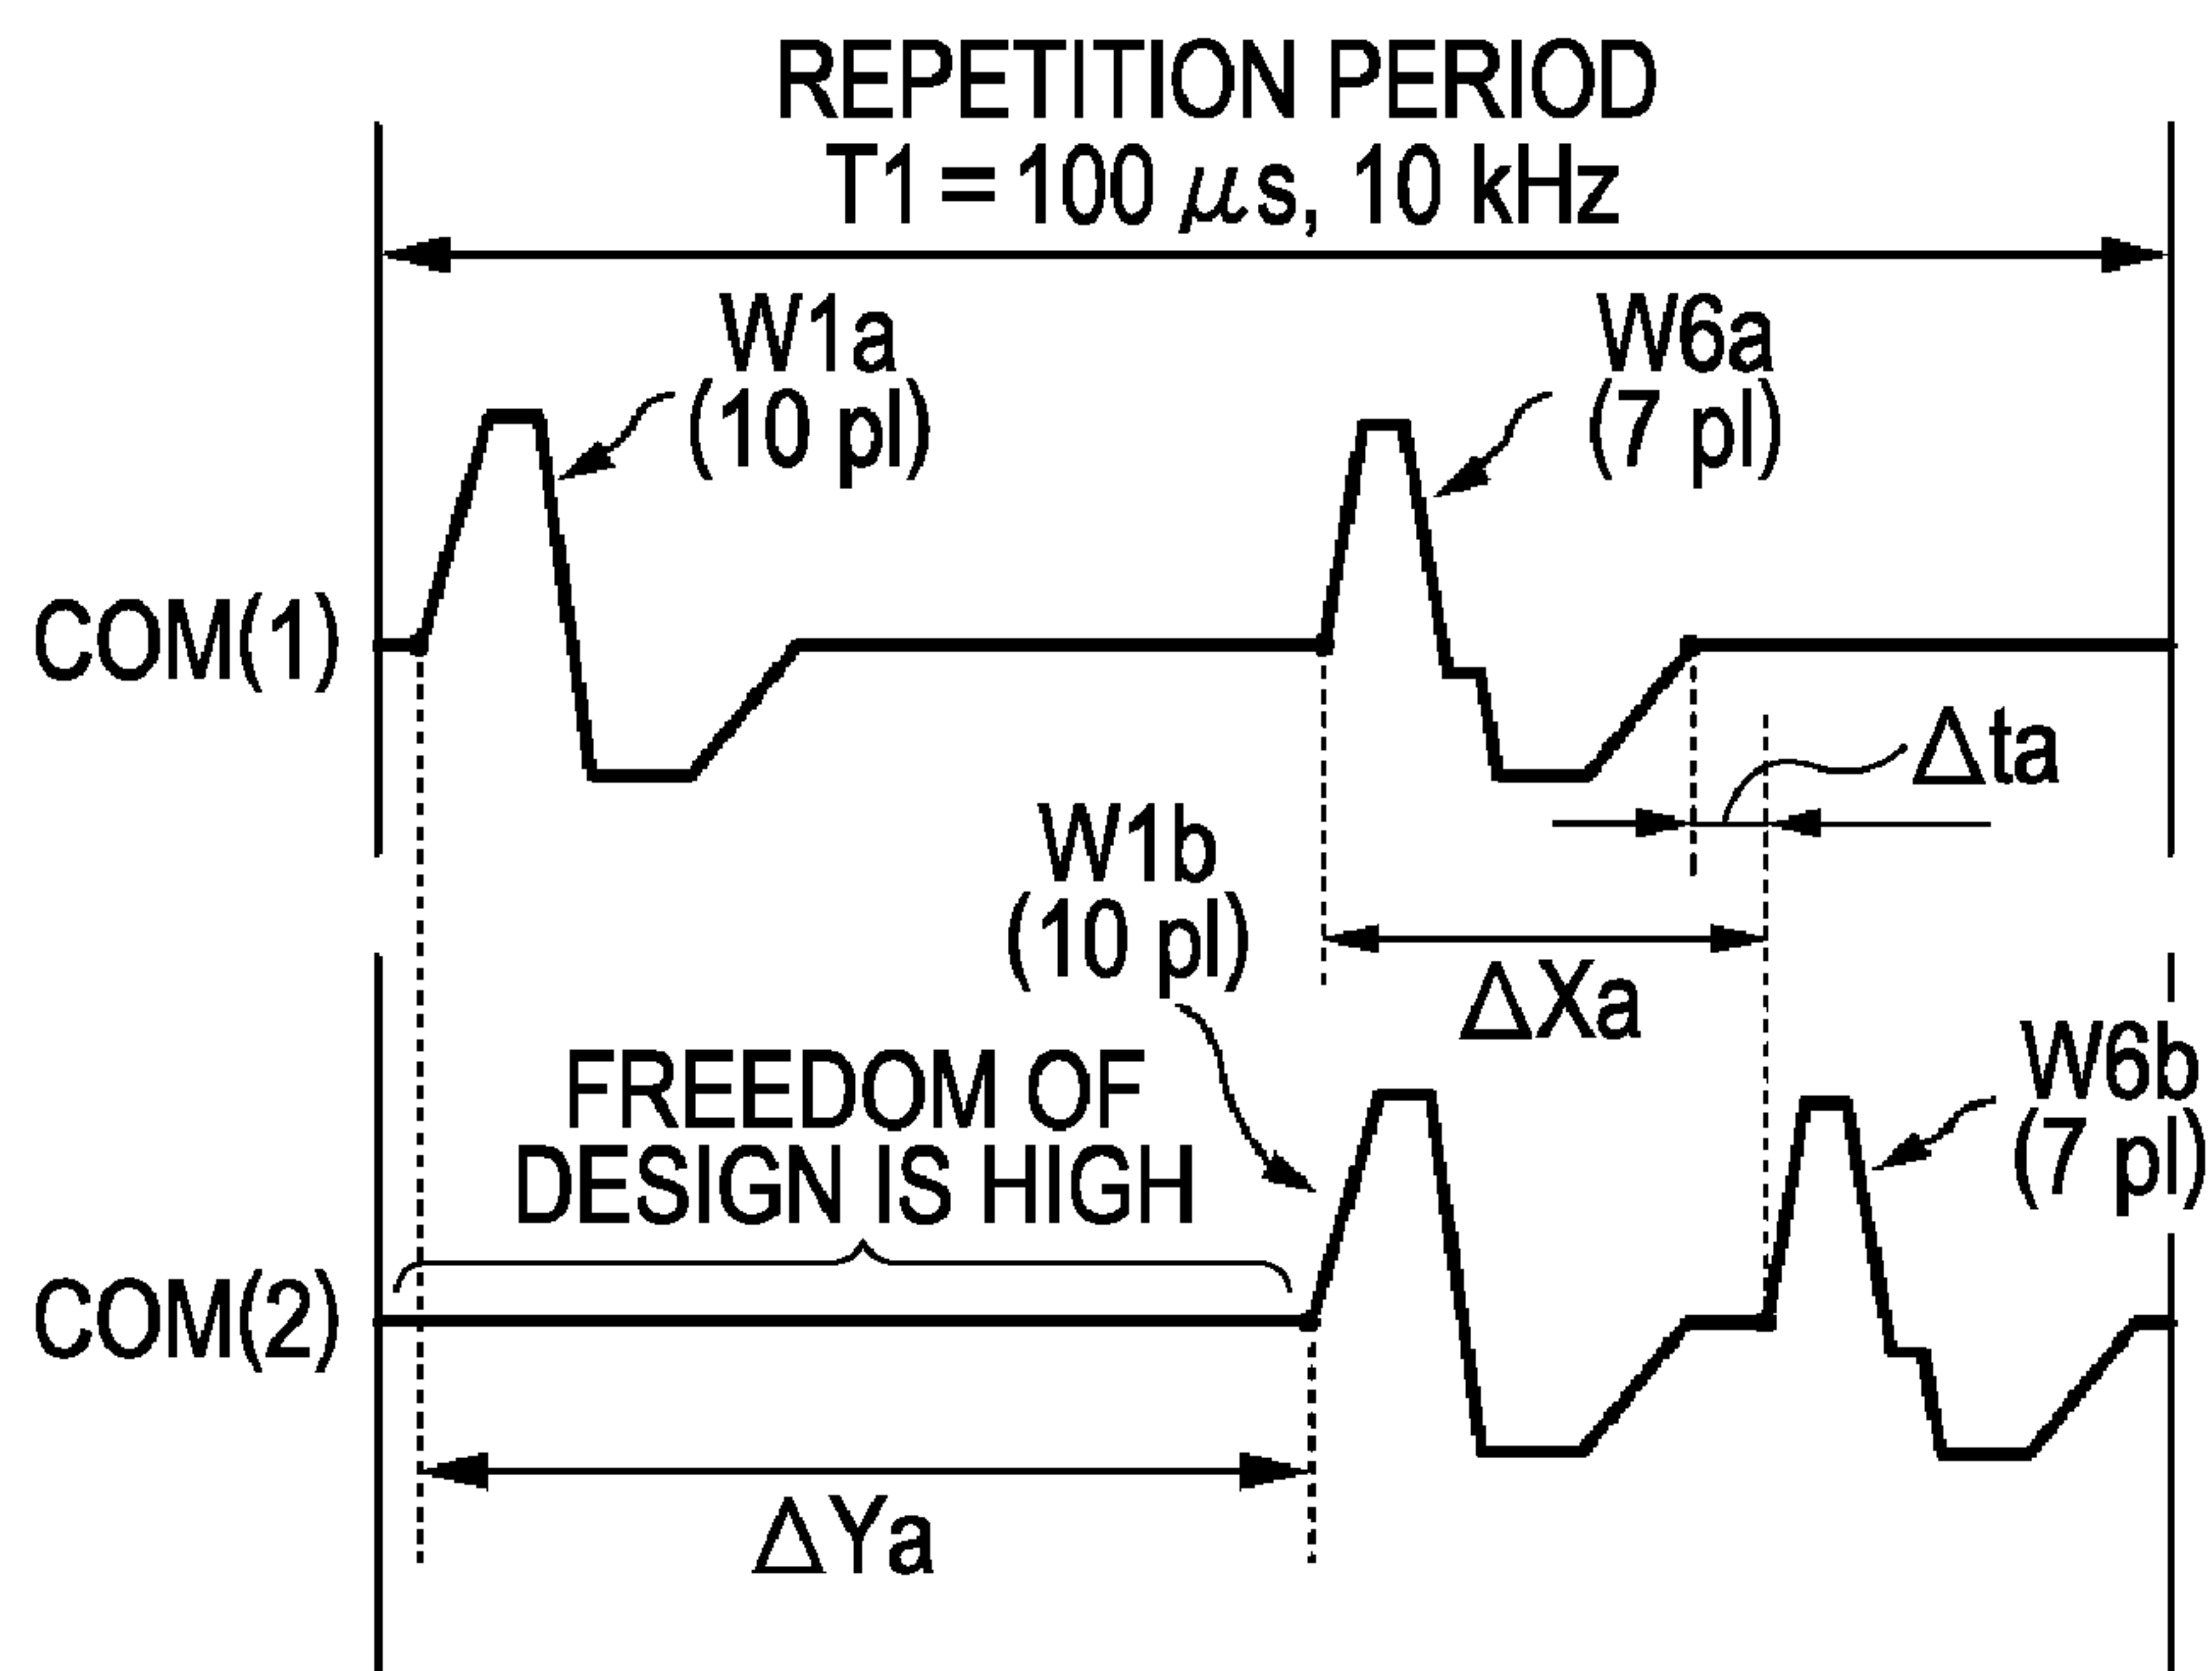 REPETITION PERIOD
T1 = 100 μs, 10 kHz
W1a
(10 pl)
W6a
(7 pl)
COM(1)
Δta
W1b
(10 pl)
ΔXa
W6b
(7 pl)
FREEDOM OF
DESIGN IS HIGH
COM(2)
ΔYa